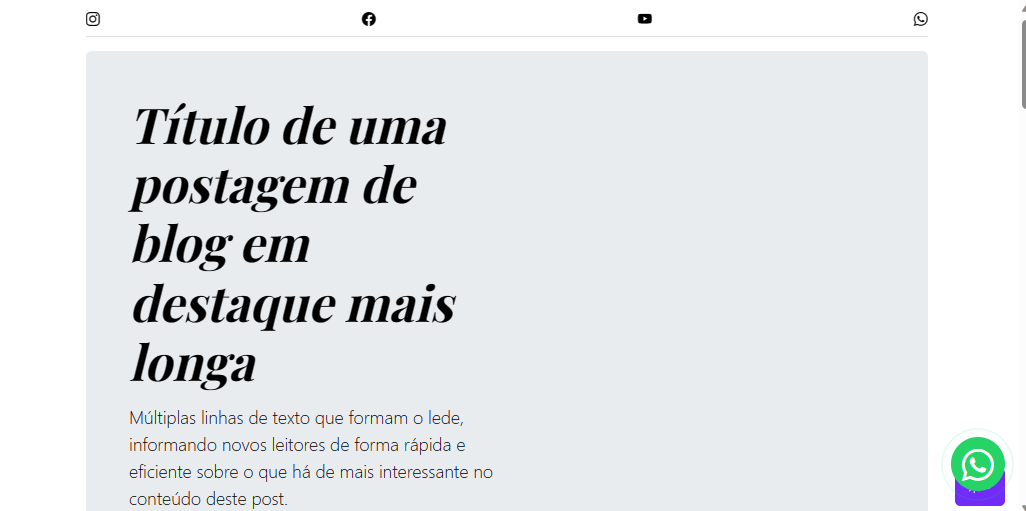 Título de uma
postagem de
blog em
destaque mais
longa
Múltiplas linhas de texto que formam o lede,
informando novos leitores de forma rápida e
eficiente sobre o que há de mais interessante no
conteúdo deste post.